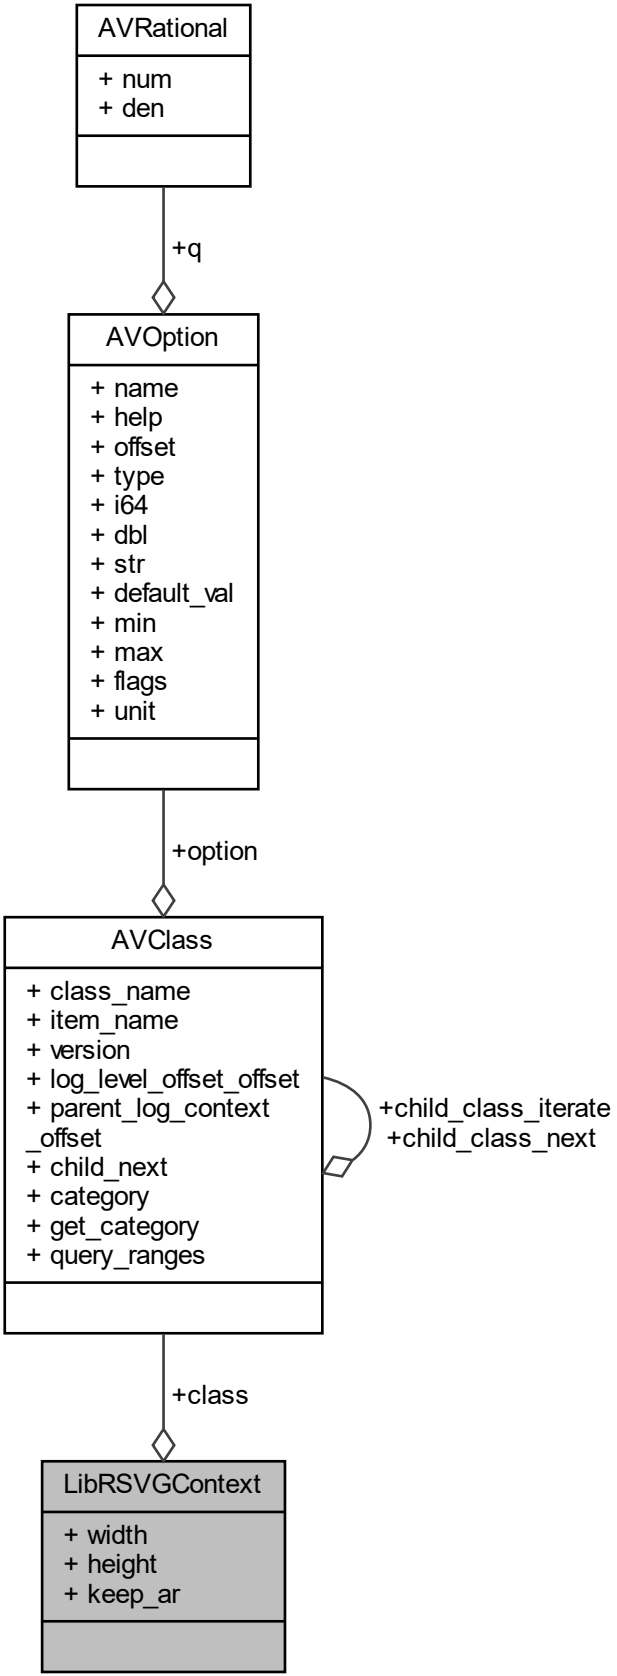 AVRational
+ num
+ den
+q
AVOption
+ name
+ help
+ offset
+ type
+ i64
+ dbl
+ str
+ default_val
+ min
+ max
+ flags
+ unit
+option
AVClass
+ class_name
+ item_name
+ version
+ log_level_offset_offset
+ parent_log_context
_offset
+ child_next
+ category
+ get_category
+ query_ranges
+child_class_iterate
+child_class_next
+class
LibRSVGContext
+ width
+ height
+ keep_ar